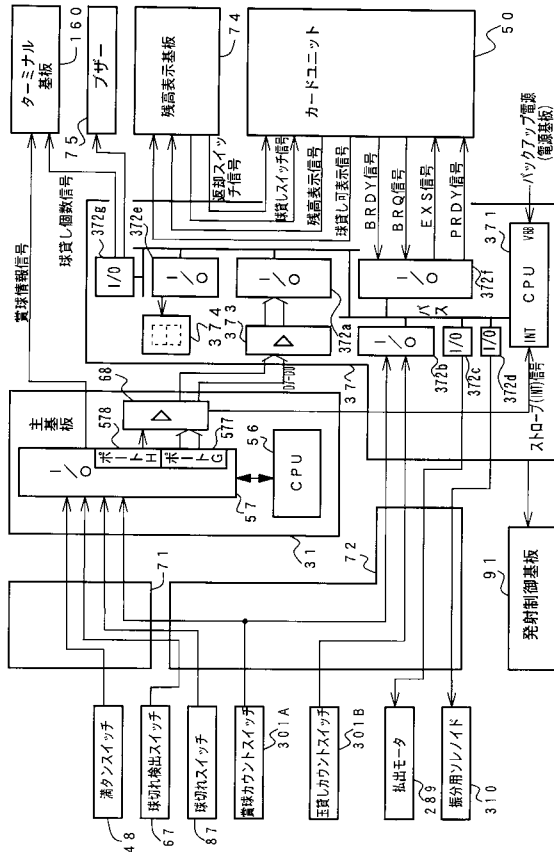 満タンスイッチ
48
球切れ検出スイッチ
67
球切れスイッチ
87
賞球カウントスイッチ
301A
玉貸しカウントスイッチ
301B
払出モータ
289
振分用ソレノイド
310
71
72
発射制御基板
91
主基板
31
I/O
57
ポートH
578
ポートG
577
68
CPU
56
賞球情報信号
球貸し個数信号
D7-D0
ストローブ(INT)信号
37
I/O
372g
I/O
372e
374
373
I/O
372a
I/O
372b
I/O
372c
I/O
372d
I/O
372f
バス
INT
CPU
VBB
371
バックアップ電源
(電源基板)
ターミナル
基板
160
ブザー
75
残高表示基板
74
カードユニット
50
返却スイッ
チ信号
球貸しスイッチ信号
残高表示信号
球貸し可表示信号
BRDY信号
BRQ信号
EXS信号
PRDY信号